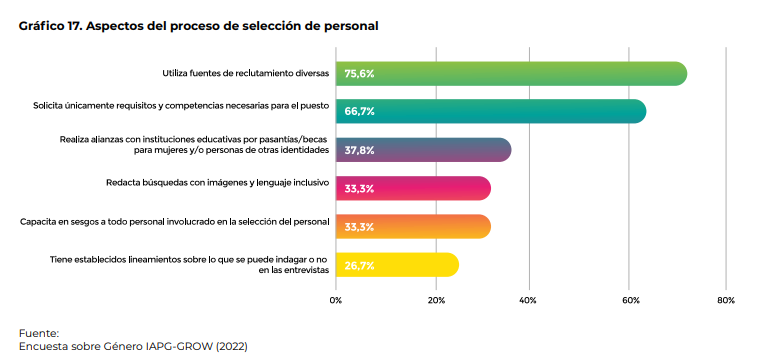 Gráfico 17. Aspectos del proceso de selección de personal
Utiliza fuentes de reclutamiento diversas
75,6%
Solicita únicamente requisitos y competencias necesarias para el puesto
66,7%
Realiza alianzas con instituciones educativas por pasantías/becas
para mujeres y/o personas de otras identidades
37,8%
Redacta búsquedas con imágenes y lenguaje inclusivo
33,3%
Capacita en sesgos a todo personal involucrado en la selección del personal
33,3%
Tiene establecidos lineamientos sobre lo que se puede indagar o no
en las entrevistas
26,7%
0% 20% 40% 60% 80%
Fuente:
Encuesta sobre Género IAPG-GROW (2022)